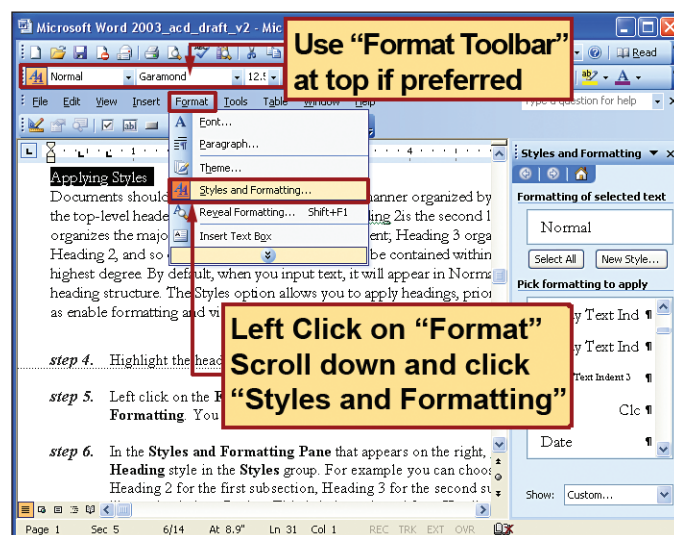 Microsoft Word 2003_acd_draft_v2 - Mic
Use “Format Toolbar”
at top if preferred
Read
Normal
Garamond
12.5
File Edit View Insert Format Tools Table Window Help
Type a question for help
Font...
Paragraph...
Theme...
Styles and Formatting...
Reveal Formatting... Shift+F1
Insert Text Box
Applying Styles
Documents should anner organized by
the top-level heade ng 2is the second l
organizes the majo ent; Heading 3 orga
Heading 2, and so be contained within
highest degree. By default, when you input text, it will appear in Norma
heading structure. The Styles option allows you to apply headings, prior
as enable formatting and vi
step 4. Highlight the head
step 5. Left click on the F
Formatting. You
step 6. In the Styles and Formatting Pane that appears on the right,
Heading style in the Styles group. For example you can choos
Heading 2 for the first subsection, Heading 3 for the second su
Left Click on “Format”
Scroll down and click
“Styles and Formatting”
Styles and Formatting
Formatting of selected text
Normal
Select All New Style...
Pick formatting to apply
y Text Ind ¶
y Text Ind ¶
Text Indent 3 ¶
Clc ¶
Date ¶
Show: Custom...
Page 1 Sec 5 6/14 At 8.9" Ln 31 Col 1 REC TRK EXT OVR